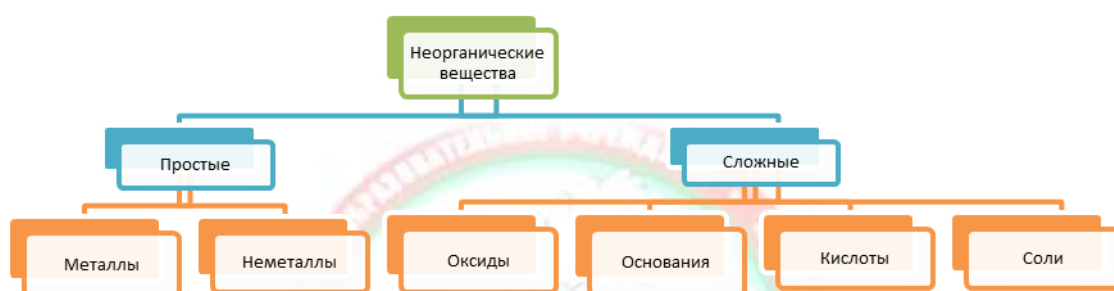 Неорганические
вещества
Простые
Сложные
Металлы
Неметаллы
Оксиды
Основания
Кислоты
Соли